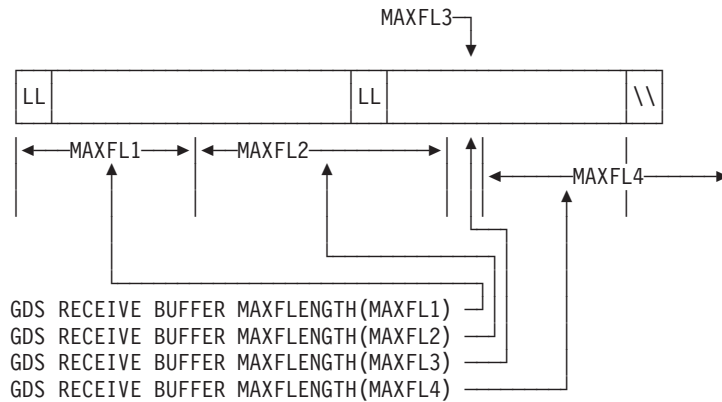 MAXFL3
LL LL \\
MAXFL1 MAXFL2
MAXFL4
GDS RECEIVE BUFFER MAXFLENGTH(MAXFL1)
GDS RECEIVE BUFFER MAXFLENGTH(MAXFL2)
GDS RECEIVE BUFFER MAXFLENGTH(MAXFL3)
GDS RECEIVE BUFFER MAXFLENGTH(MAXFL4)